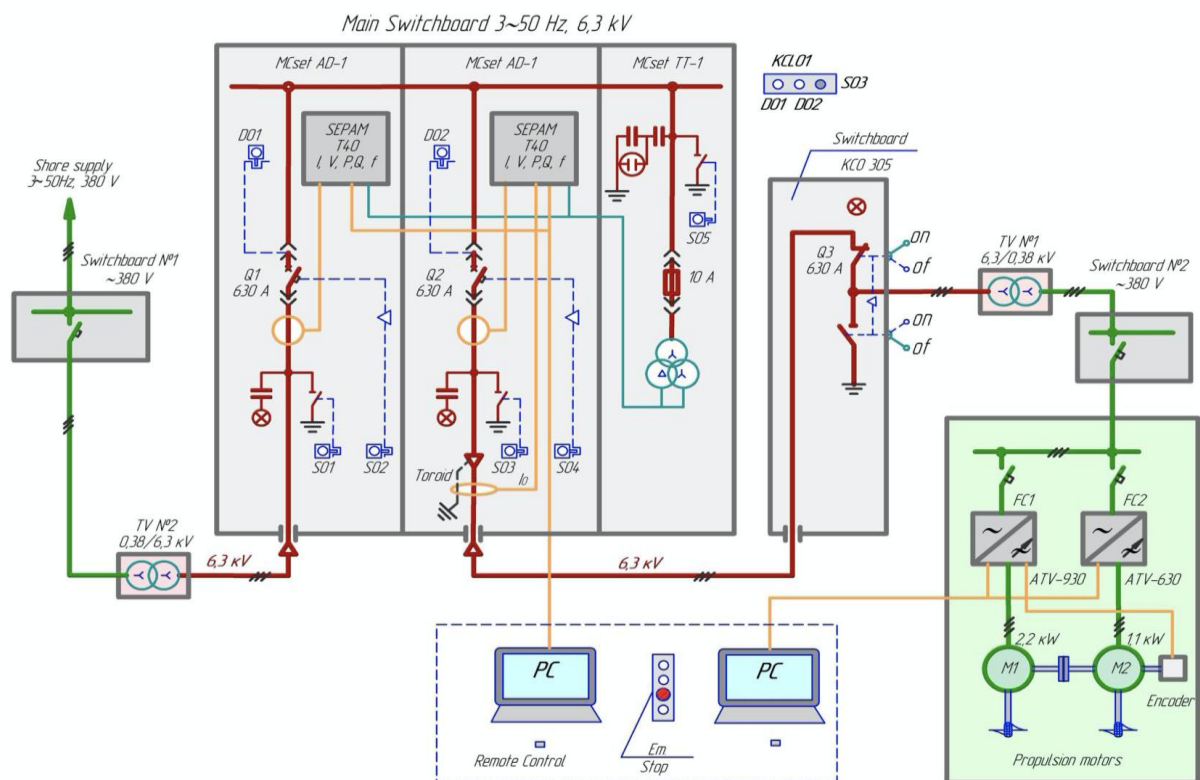 Main Switchboard 3~50 Hz, 6,3 kV
MCset AD-1
MCset AD-1
MCset TT-1
KCL01
S03
D01 D02
Shore supply
3~50Hz, 380 V
Switchboard №1
~380 V
D01
SEPAM
T40
I, V, P,Q, f
D02
SEPAM
T40
I, V, P,Q, f
S05
Q1
630 A
Q2
630 A
10 A
Switchboard
KCO 305
Q3
630 A
on
of
on
of
TV №1
6,3/0,38 kV
Switchboard №2
~380 V
S01
S02
Toroid
S03
Io
S04
TV №2
0,38/6,3 kV
6,3 kV
6,3 kV
FC1
FC2
ATV-930
ATV-630
2,2 kW
1,1 kW
M1
M2
Encoder
Propulsion motors
PC
PC
Remote Control
Em
Stop